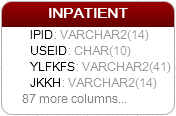 INPATIENT
IPID: VARCHAR2(14)
USEID: CHAR(10)
YLFKFS: VARCHAR2(41)
JKKH: VARCHAR2(14)
87 more columns...